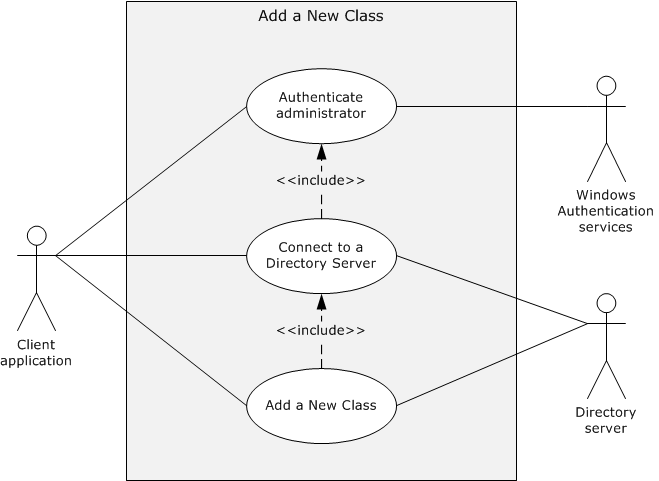 Add a New Class
Authenticate
administrator
<<include>>
Windows
Authentication
services
Connect to a
Directory Server
<<include>>
Client
application
Add a New Class
Directory
server